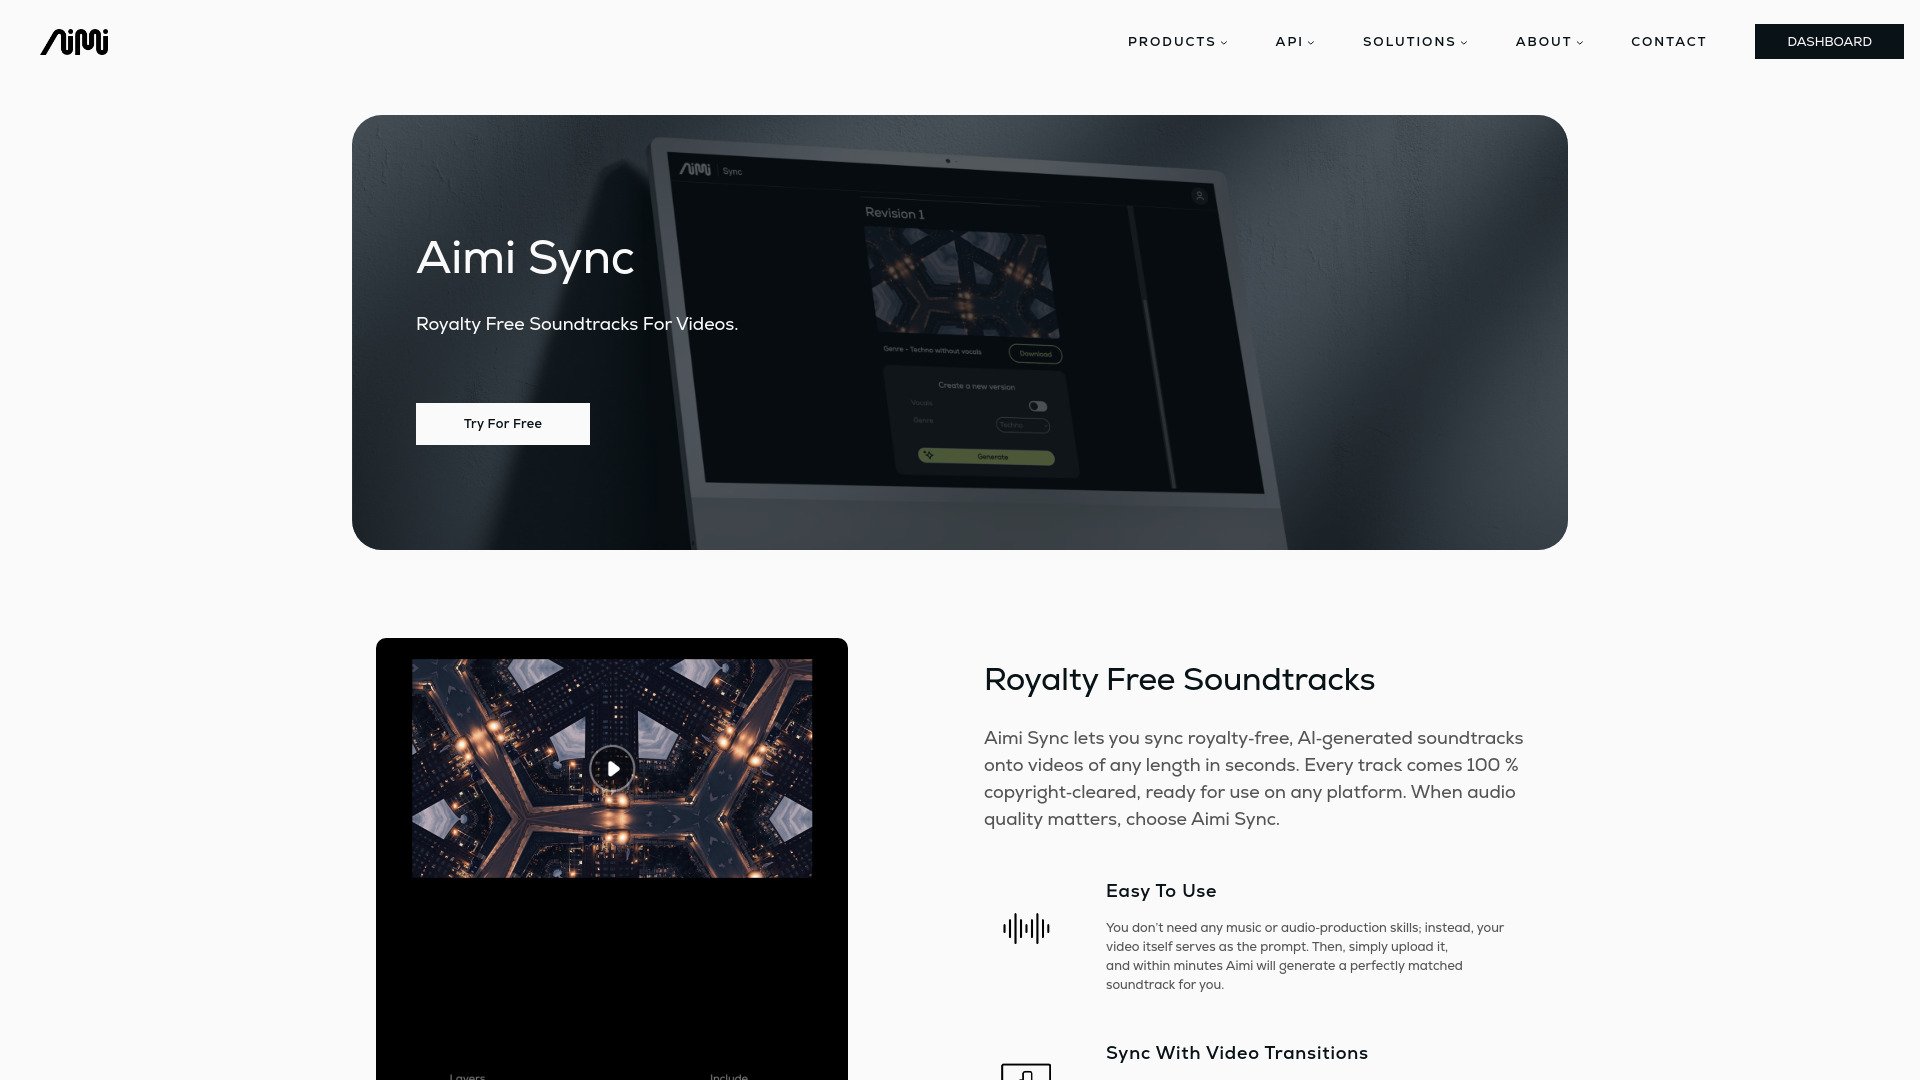 AiMi
PRODUCTS
API
SOLUTIONS
ABOUT
CONTACT
DASHBOARD
AiMi | Sync
Revision 1
Aimi Sync
Royalty Free Soundtracks For Videos.
Genre - Techno without vocals
Download
Create a new version
Genre
Techno
Generate
Try For Free
Royalty Free Soundtracks
Aimi Sync lets you sync royalty-free, AI-generated soundtracks
onto videos of any length in seconds. Every track comes 100 %
copyright-cleared, ready for use on any platform. When audio
quality matters, choose Aimi Sync.
Easy To Use
You don't need any music or audio-production skills; instead, your
video itself serves as the prompt. Then, simply upload it,
and within minutes Aimi will generate a perfectly matched
soundtrack for you.
Sync With Video Transitions
Layers
Include